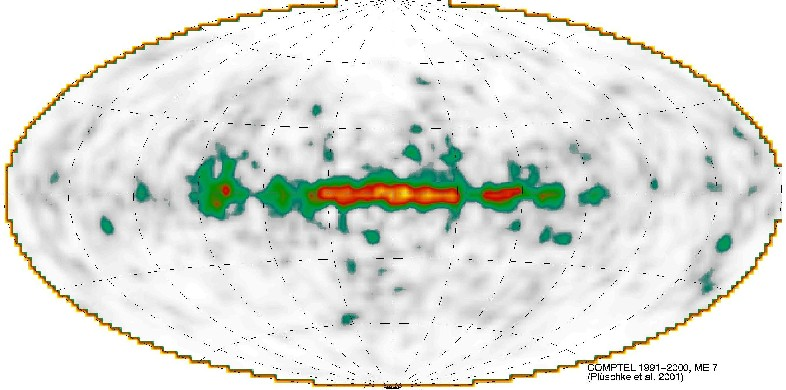 COMPTEL 1991-2000, ME 7
(Plüschke et al. 2001)